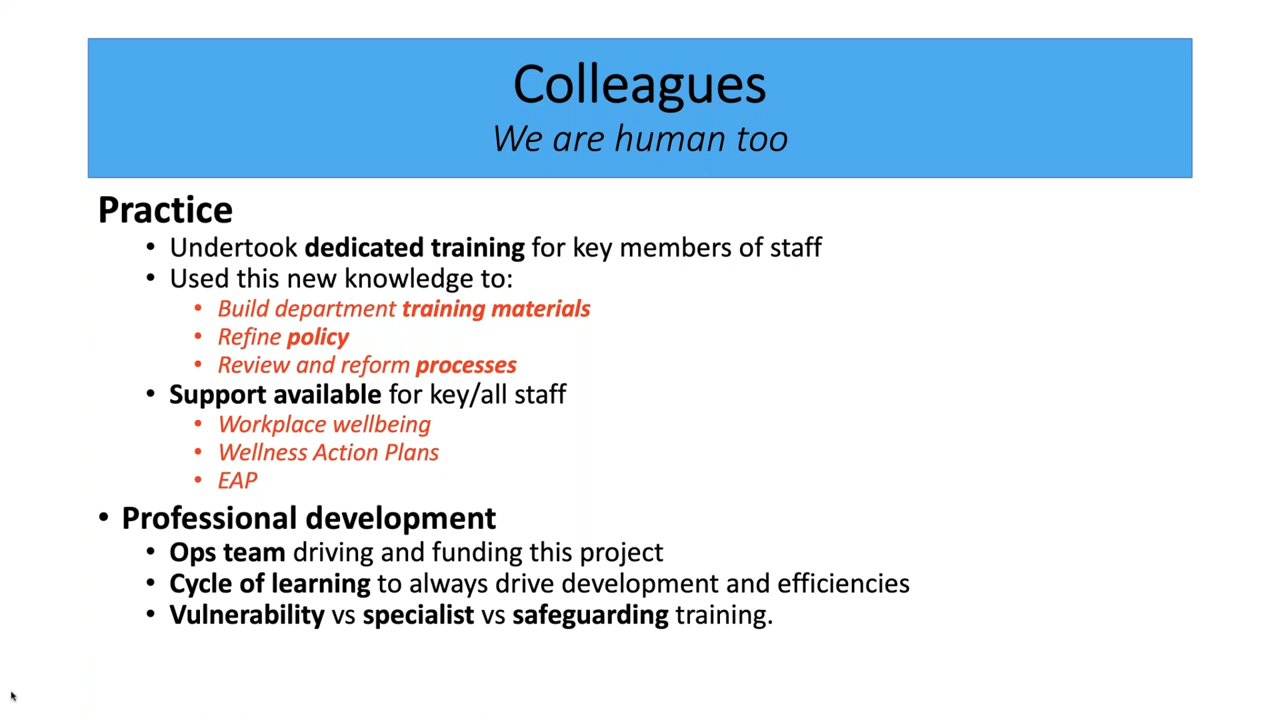 Colleagues
We are human too
Practice
• Undertook dedicated training for key members of staff
• Used this new knowledge to:
• Build department training materials
• Refine policy
• Review and reform processes
• Support available for key/all staff
• Workplace wellbeing
• Wellness Action Plans
• EAP
• Professional development
• Ops team driving and funding this project
• Cycle of learning to always drive development and efficiencies
• Vulnerability vs specialist vs safeguarding training.